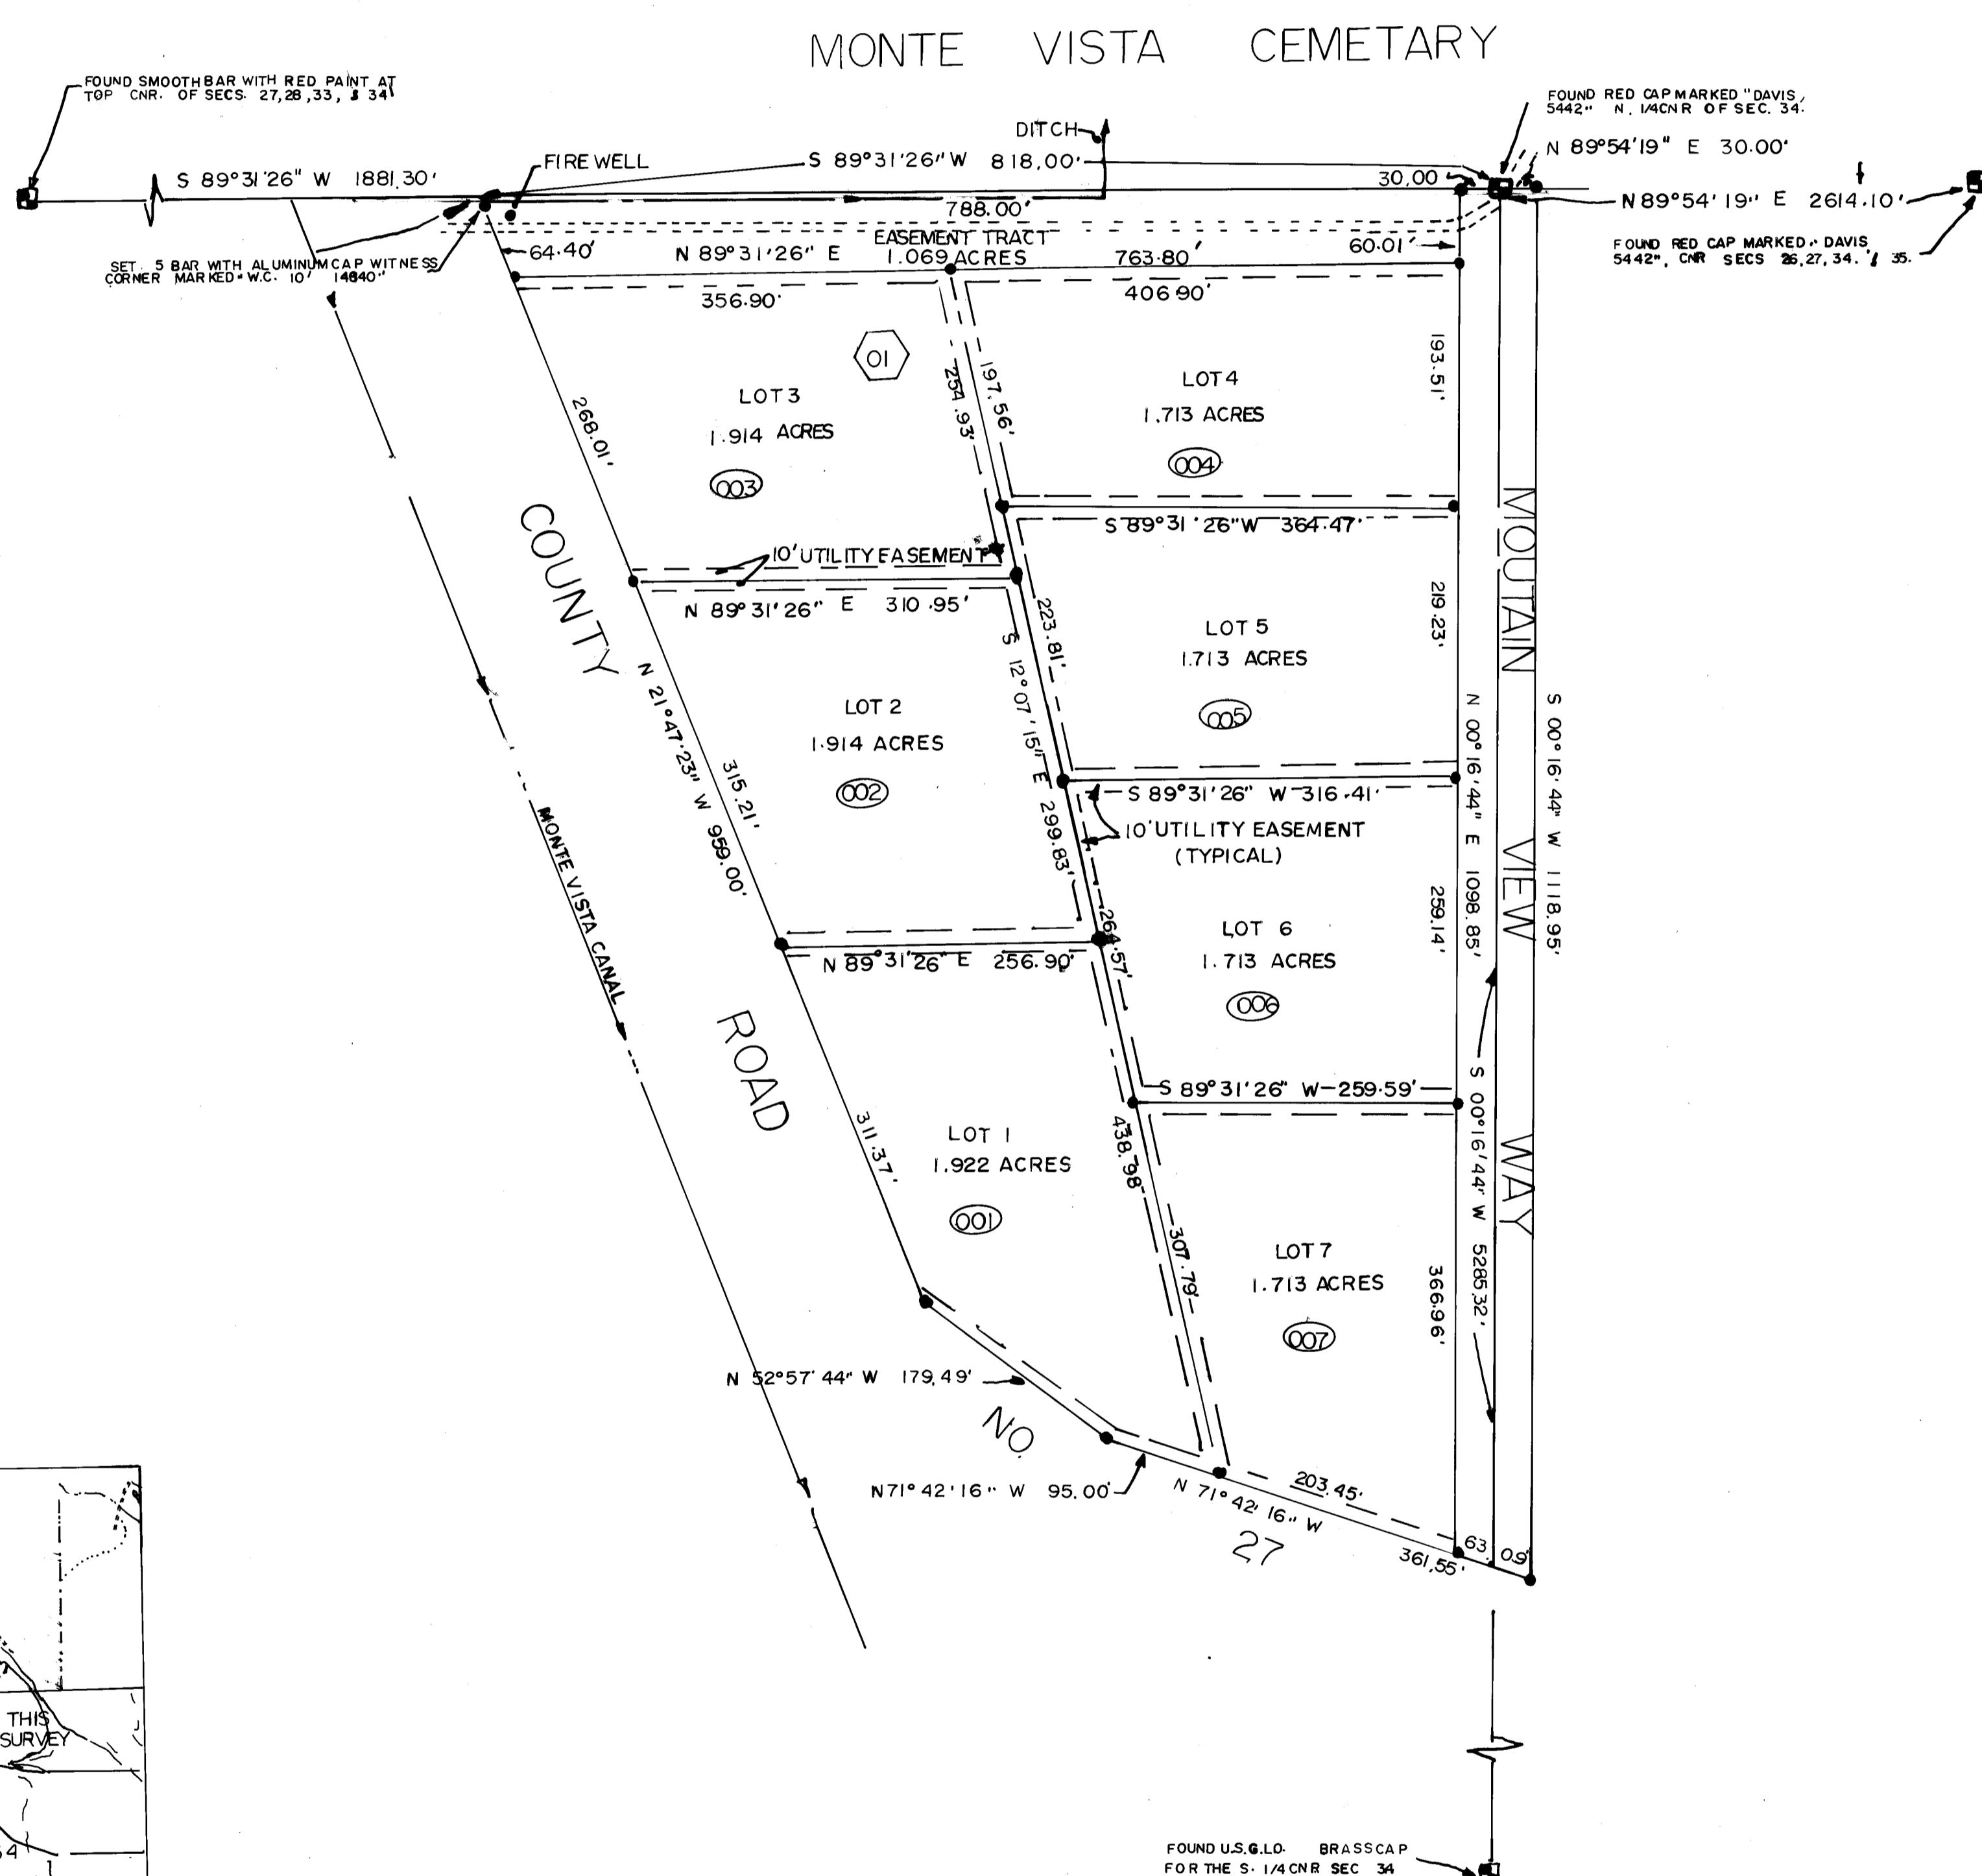 MONTE VISTA CEMETARY
FOUND SMOOTH BAR WITH RED PAINT AT
TOP CNR. OF SECS. 27, 28, 33, & 34
FOUND RED CAP MARKED "DAVIS,
5442" N. 1/4 CNR OF SEC. 34.
DITCH
N 89°54'19" E 30.00'
FIREWELL
S 89°31'26" W 818.00'
S 89°31'26" W 1881.30'
30.00
788.00'
N 89°54'19" E 2614.10'
EASEMENT TRACT
64.40'
N 89°31'26" E
1.069 ACRES
763.80'
60.01'
FOUND RED CAP MARKED "DAVIS
5442", CNR SECS 26, 27, 34. & 35.
SET .5 BAR WITH ALUMINUM CAP WITNESS
CORNER MARKED "W.C. 10' 14840"
356.90'
406.90'
01
LOT 3
1.914 ACRES
003
268.01'
254.93'
197.56'
LOT 4
1.713 ACRES
004
193.51'
S 89°31'26" W 364.47'
10' UTILITY EASEMENT
N 89°31'26" E 310.95'
COUNTY
ROAD
NO.
27
N 21°47'23" W 959.00'
315.21'
LOT 2
1.914 ACRES
002
S 12°07'15" E 299.83'
223.81'
LOT 5
1.713 ACRES
005
219.23'
S 89°31'26" W 316.41'
10' UTILITY EASEMENT
(TYPICAL)
MONTE VISTA CANAL
N 89°31'26" E 256.90'
264.57'
LOT 6
1.713 ACRES
006
259.14'
S 89°31'26" W 259.59'
N 00°16'44" E 1098.85'
MOUTAIN VIEW WAY
S 00°16'44" W 1118.95'
S 00°16'44" W 5285.32'
311.37'
LOT 1
1.922 ACRES
001
438.98'
307.79'
LOT 7
1.713 ACRES
007
366.96'
N 52°57'44" W 179.49'
N 71°42'16" W 95.00'
N 71°42'16" W
203.45'
361.55'
63.09'
THIS
SURVEY
FOUND U.S.G.L.O. BRASS CAP
FOR THE S. 1/4 CNR SEC 34